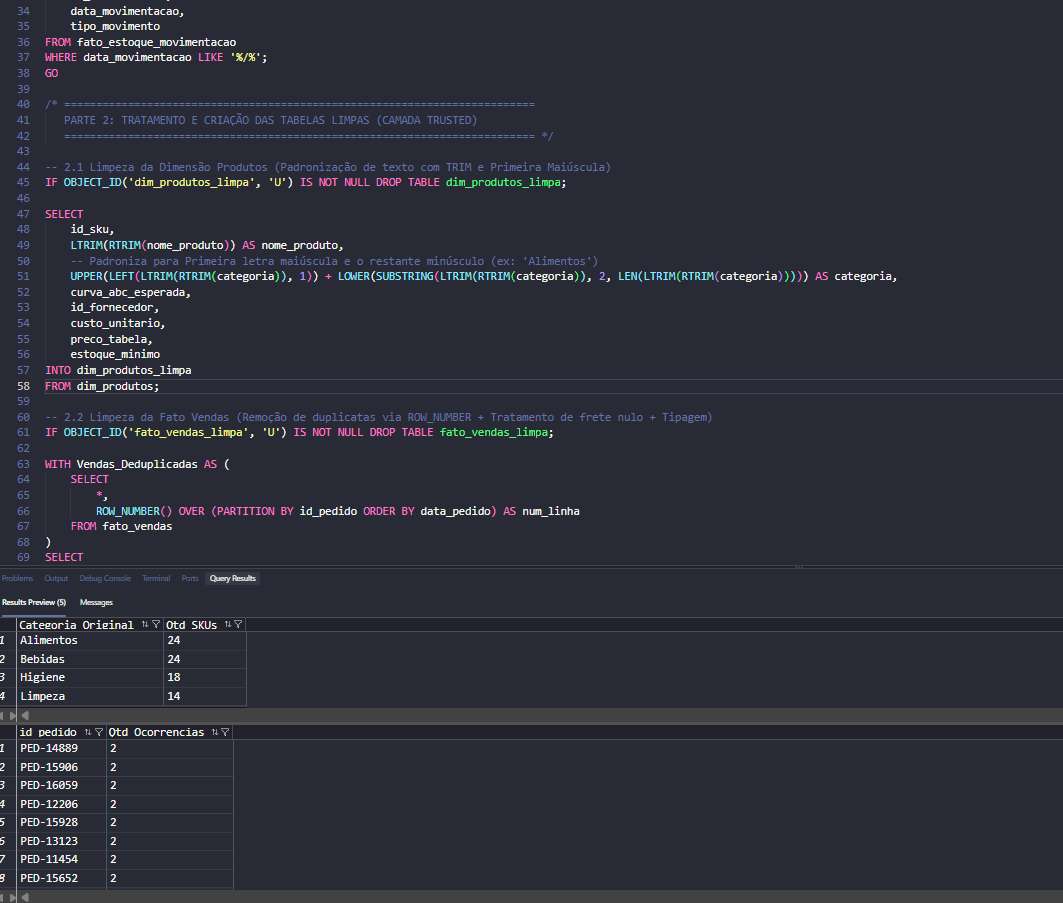 34 data_movimentacao,
35 tipo_movimento
36 FROM fato_estoque_movimentacao
37 WHERE data_movimentacao LIKE '%/%';
38 GO
39
40 /* ==========================================================================
41 PARTE 2: TRATAMENTO E CRIAÇÃO DAS TABELAS LIMPAS (CAMADA TRUSTED)
42 ========================================================================== */
43
44 -- 2.1 Limpeza da Dimensão Produtos (Padronização de texto com TRIM e Primeira Maiúscula)
45 IF OBJECT_ID('dim_produtos_limpa', 'U') IS NOT NULL DROP TABLE dim_produtos_limpa;
46
47 SELECT
48 id_sku,
49 LTRIM(RTRIM(nome_produto)) AS nome_produto,
50 -- Padroniza para Primeira letra maiúscula e o restante minúsculo (ex: 'Alimentos')
51 UPPER(LEFT(LTRIM(RTRIM(categoria)), 1)) + LOWER(SUBSTRING(LTRIM(RTRIM(categoria)), 2, LEN(LTRIM(RTRIM(categoria))))) AS categoria,
52 curva_abc_esperada,
53 id_fornecedor,
54 custo_unitario,
55 preco_tabela,
56 estoque_minimo
57 INTO dim_produtos_limpa
58 FROM dim_produtos;
59
60 -- 2.2 Limpeza da Fato Vendas (Remoção de duplicatas via ROW_NUMBER + Tratamento de frete nulo + Tipagem)
61 IF OBJECT_ID('fato_vendas_limpa', 'U') IS NOT NULL DROP TABLE fato_vendas_limpa;
62
63 WITH Vendas_Deduplicadas AS (
64 SELECT
65 *,
66 ROW_NUMBER() OVER (PARTITION BY id_pedido ORDER BY data_pedido) AS num_linha
67 FROM fato_vendas
68 )
69 SELECT
Problems Output Debug Console Terminal Ports Query Results
Results Preview (5) Messages
Categoria_Original Qtd_SKUs
1 Alimentos 24
2 Bebidas 24
3 Higiene 18
4 Limpeza 14
id_pedido Qtd_Ocorrencias
1 PED-14889 2
2 PED-15906 2
3 PED-16059 2
4 PED-12206 2
5 PED-15928 2
6 PED-13123 2
7 PED-11454 2
8 PED-15652 2